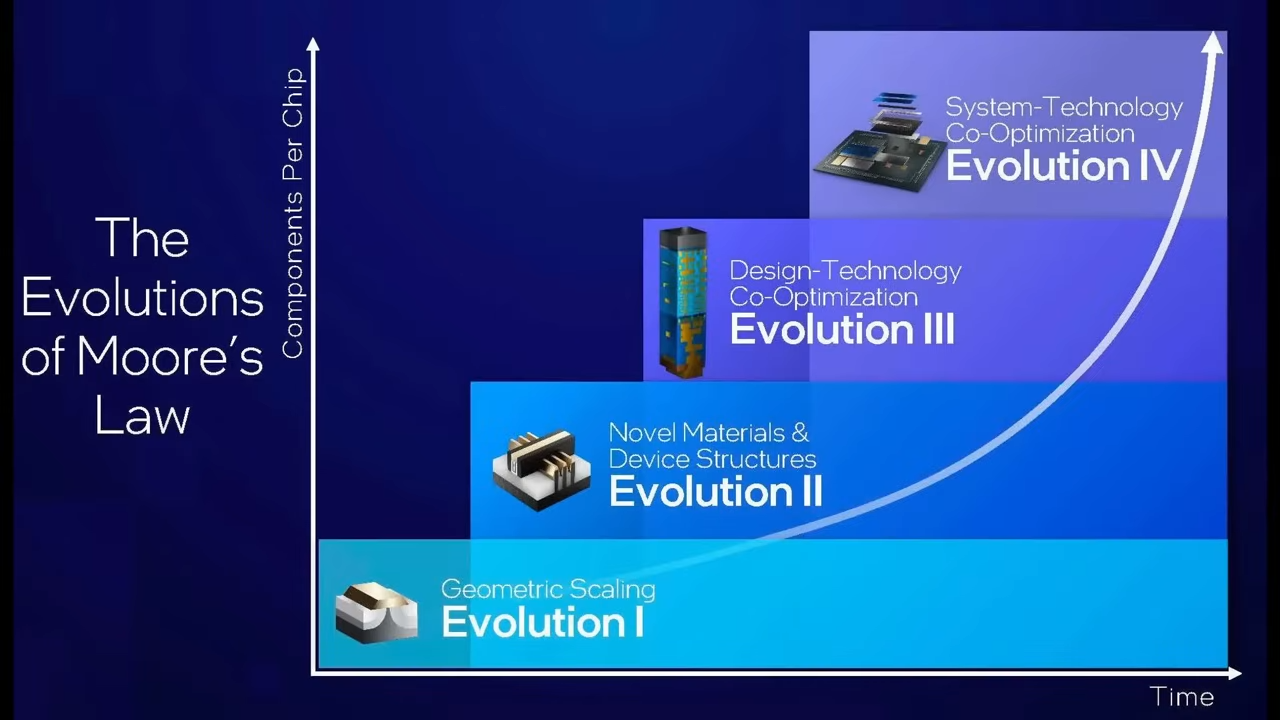 The
Evolutions
of Moore's
Law
Components Per Chip
System-Technology
Co-Optimization
Evolution IV
Design-Technology
Co-Optimization
Evolution III
Novel Materials &
Device Structures
Evolution II
Geometric Scaling
Evolution I
Time